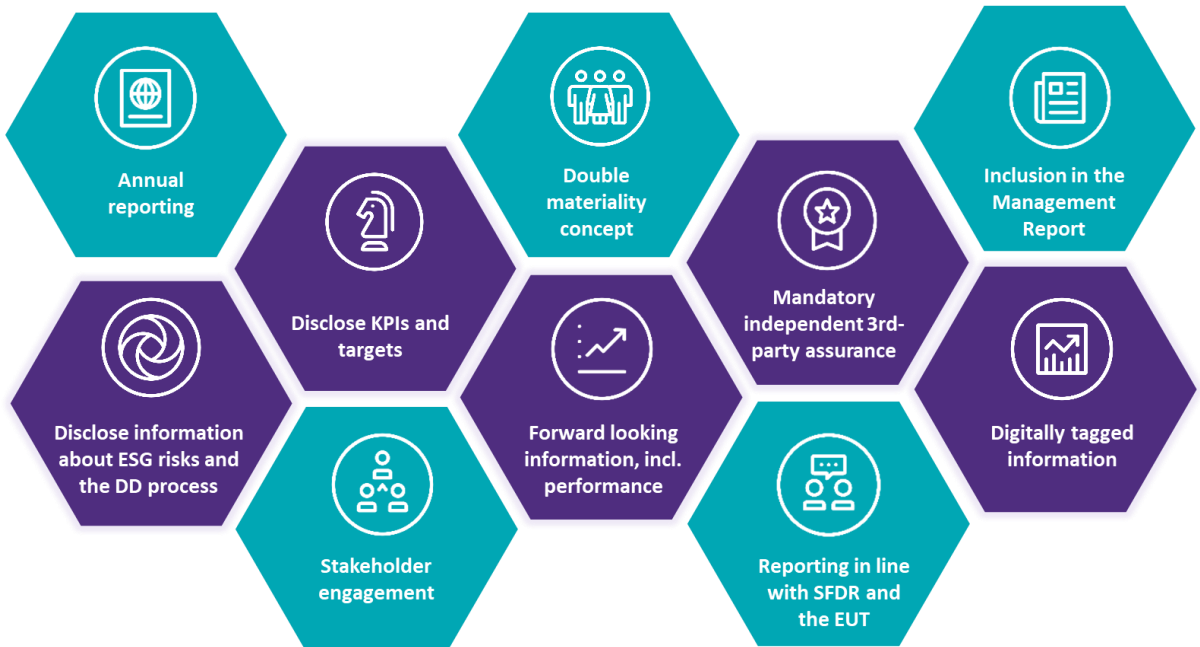 Annual
reporting
Double
materiality
concept
Inclusion in the
Management
Report
Disclose KPIs and
targets
Mandatory
independent 3rd-
party assurance
Disclose information
about ESG risks and
the DD process
Forward looking
information, incl.
performance
Digitally tagged
information
Stakeholder
engagement
Reporting in line
with SFDR and
the EUT